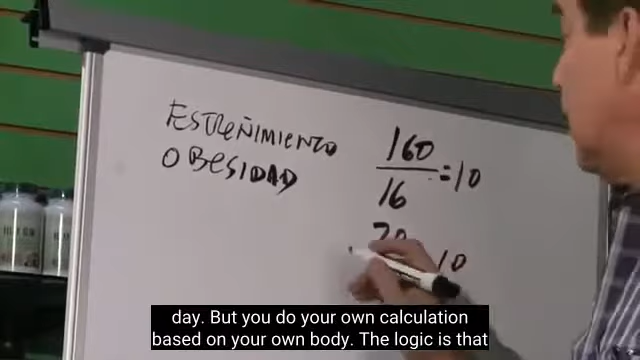 ESTREÑIMIENTO
OBESIDAD
160
16
=10
70
10
day. But you do your own calculation
based on your own body. The logic is that